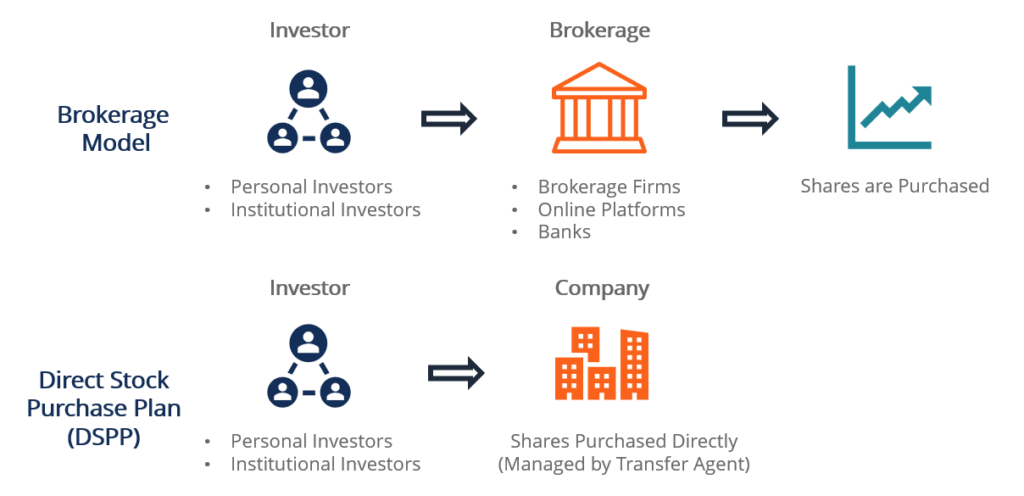 Investor
Brokerage
Brokerage
Model
• Personal Investors
• Institutional Investors
• Brokerage Firms
• Online Platforms
• Banks
Shares are Purchased
Investor
Company
Direct Stock
Purchase Plan
(DSPP)
• Personal Investors
• Institutional Investors
Shares Purchased Directly
(Managed by Transfer Agent)